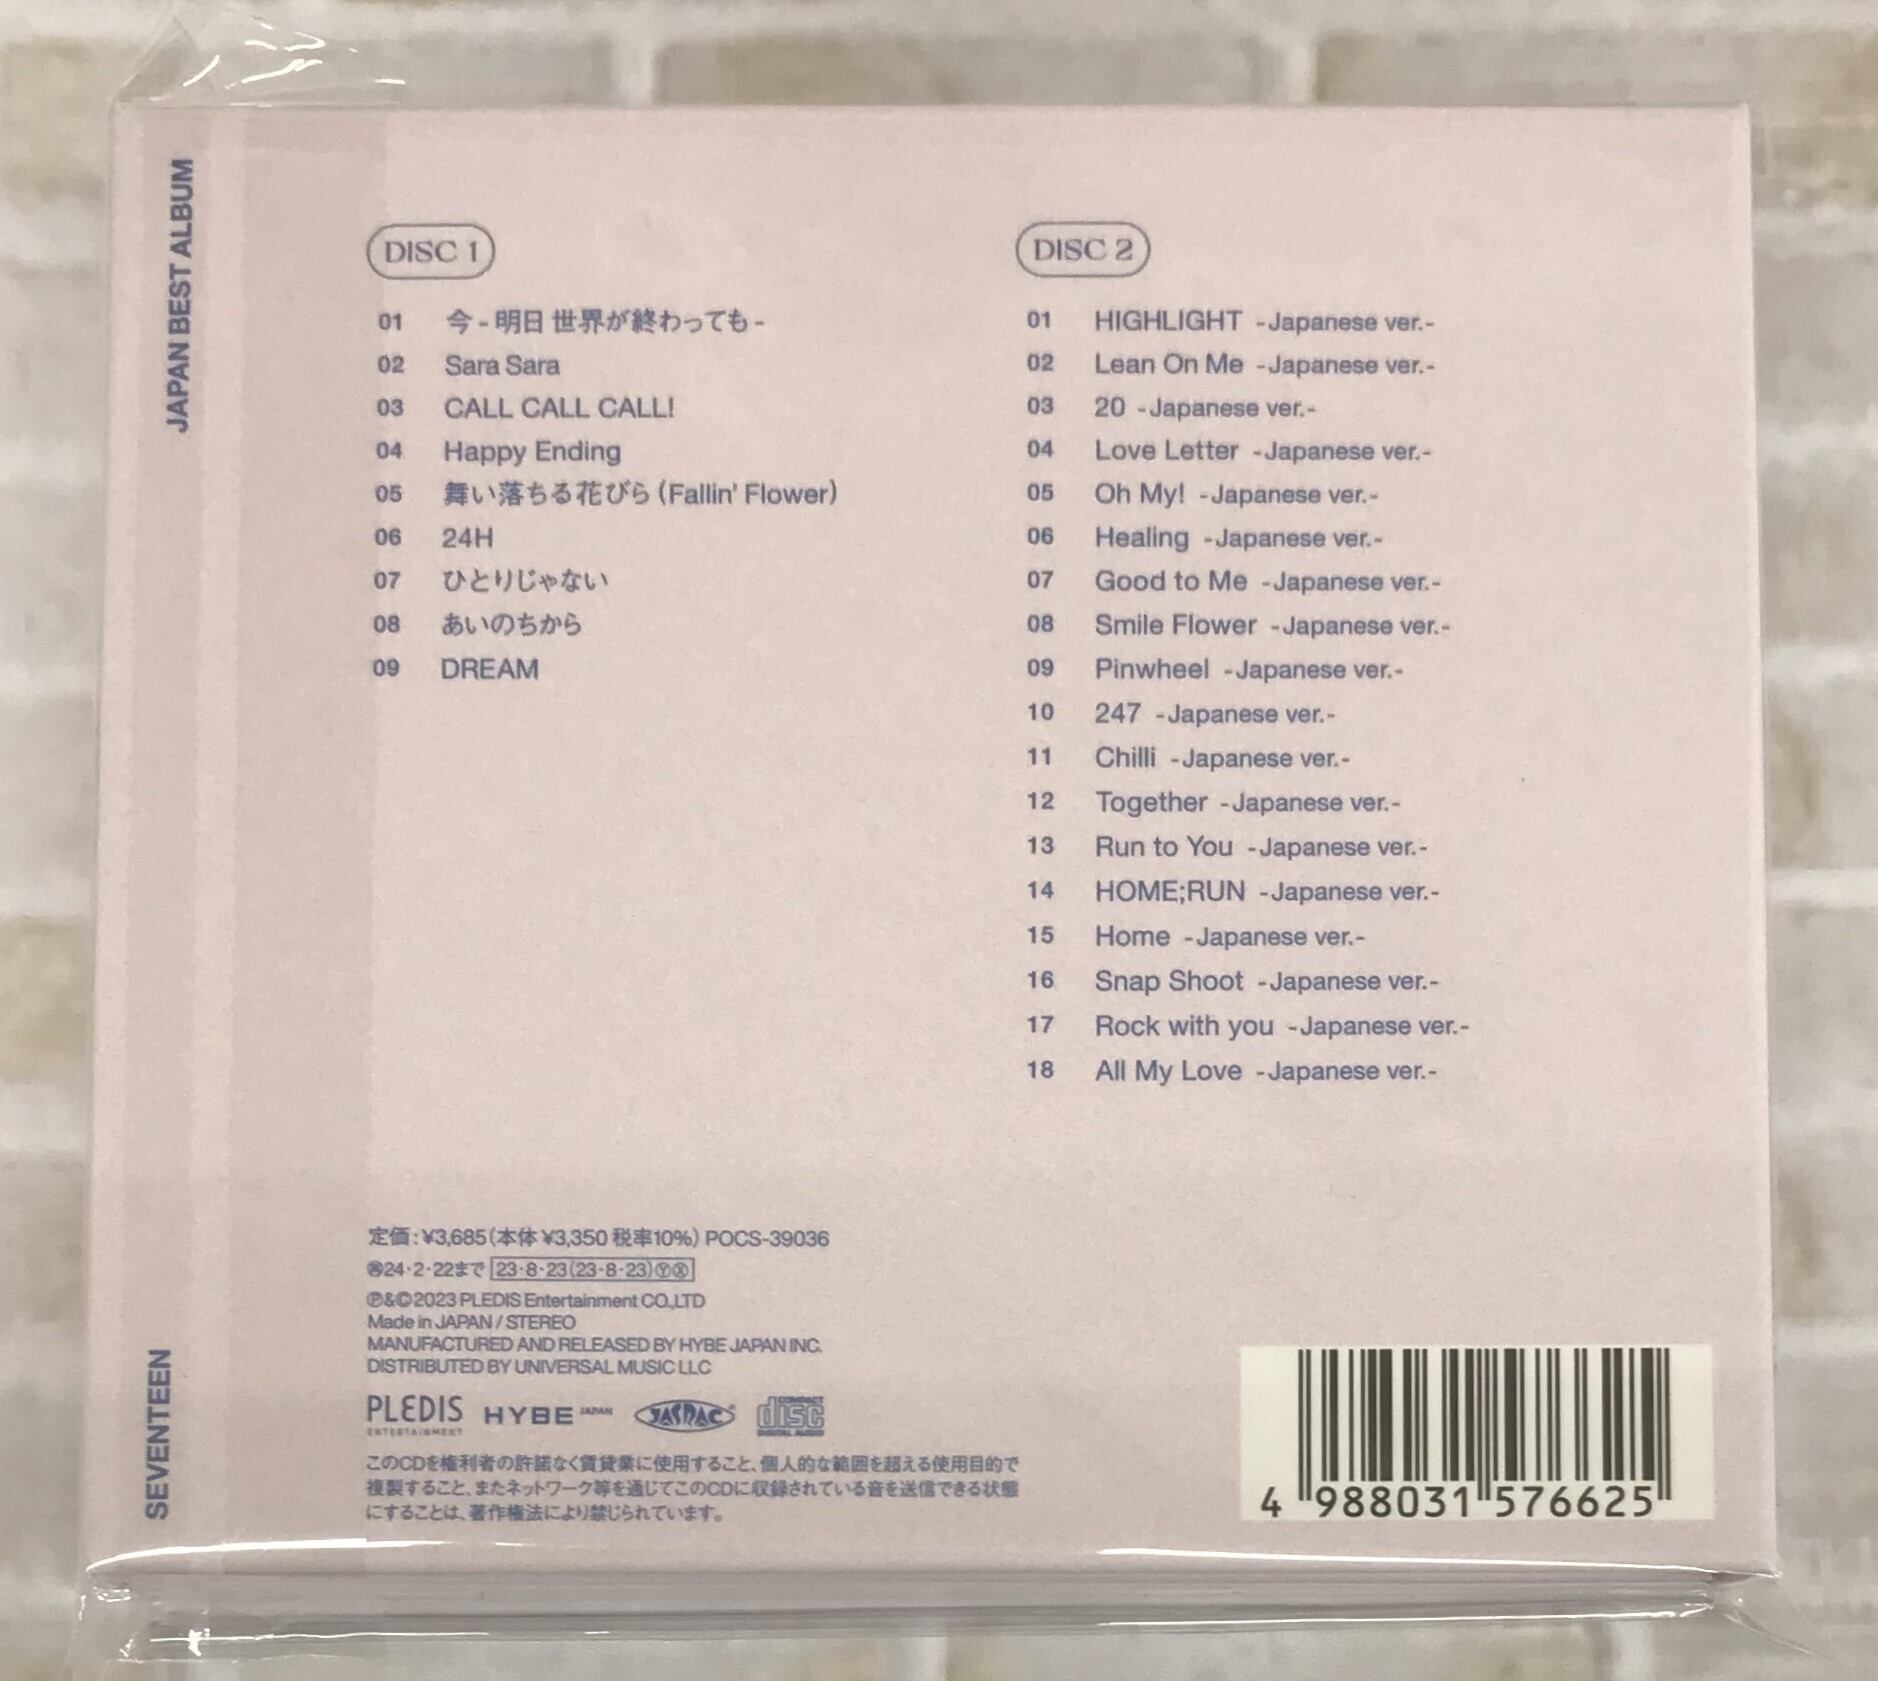 JAPAN BEST ALBUM
SEVENTEEN
DISC 1
01 今 - 明日 世界が終わっても -
02 Sara Sara
03 CALL CALL CALL!
04 Happy Ending
05 舞い落ちる花びら (Fallin' Flower)
06 24H
07 ひとりじゃない
08 あいのちから
09 DREAM
DISC 2
01 HIGHLIGHT -Japanese ver.-
02 Lean On Me -Japanese ver.-
03 20 -Japanese ver.-
04 Love Letter -Japanese ver.-
05 Oh My! -Japanese ver.-
06 Healing -Japanese ver.-
07 Good to Me -Japanese ver.-
08 Smile Flower -Japanese ver.-
09 Pinwheel -Japanese ver.-
10 247 -Japanese ver.-
11 Chilli -Japanese ver.-
12 Together -Japanese ver.-
13 Run to You -Japanese ver.-
14 HOME;RUN -Japanese ver.-
15 Home -Japanese ver.-
16 Snap Shoot -Japanese ver.-
17 Rock with you -Japanese ver.-
18 All My Love -Japanese ver.-
定価:¥3,685(本体 ¥3,350 税率10%) POCS-39036
24・2・22まで 23・8・23(23・8・23)ⓎⓍ
℗&©2023 PLEDIS Entertainment CO.,LTD
Made in JAPAN / STEREO
MANUFACTURED AND RELEASED BY HYBE JAPAN INC.
DISTRIBUTED BY UNIVERSAL MUSIC LLC
PLEDIS ENTERTAINMENT HYBE JAPAN JASRAC COMPACT disc DIGITAL AUDIO
このCDを権利者の許諾なく賃貸業に使用すること、個人的な範囲を超える使用目的で
複製すること、またネットワーク等を通じてこのCDに収録されている音を送信できる状態
にすることは、著作権法により禁じられています。
4 988031 576625